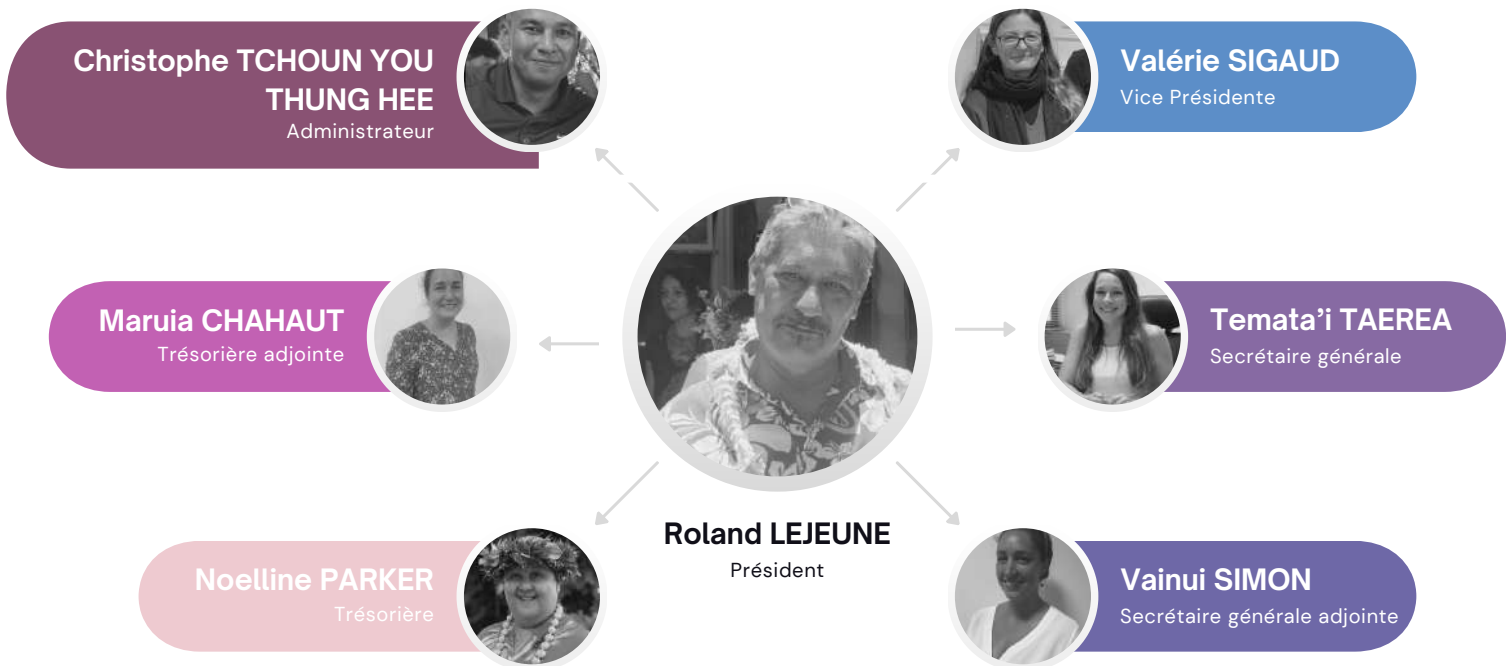 Christophe TCHOUN YOU
THUNG HEE
Administrateur
Valérie SIGAUD
Vice Présidente
Maruia CHAHAUT
Trésorière adjointe
Temata’i TAEREA
Secrétaire générale
Roland LEJEUNE
Président
Noelline PARKER
Trésorière
Vainui SIMON
Secrétaire générale adjointe